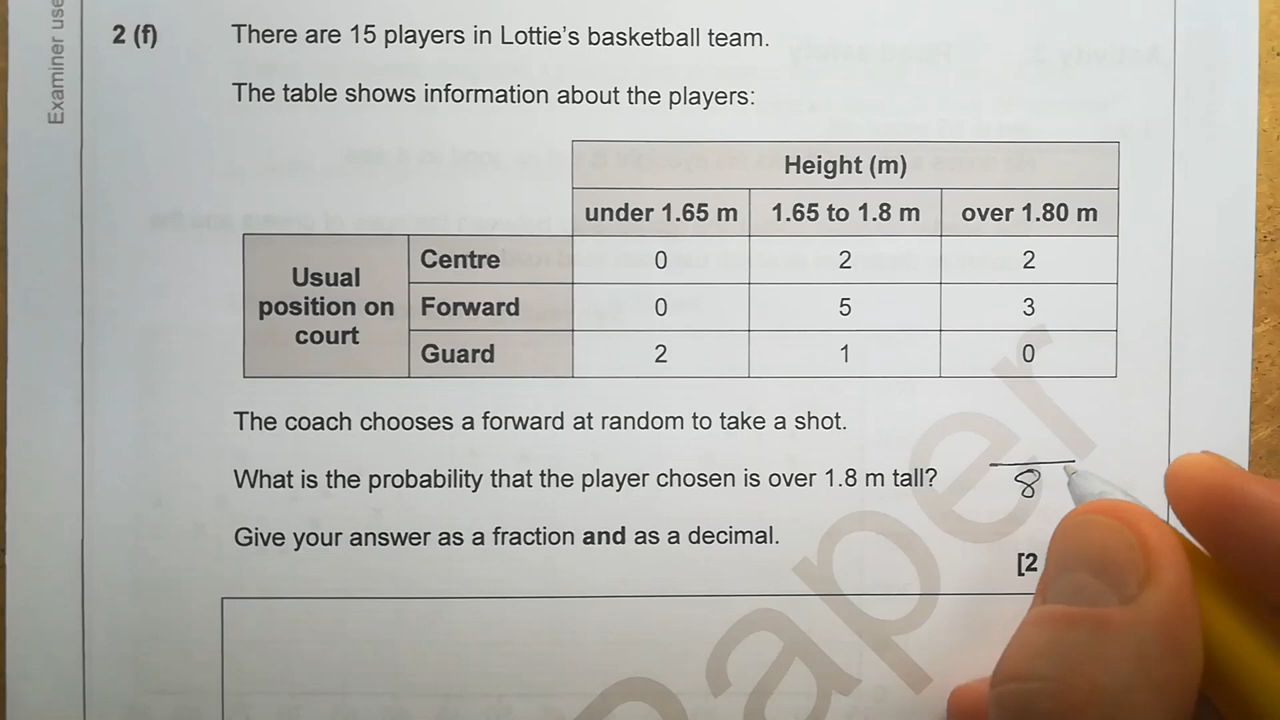 Examiner use
2 (f) There are 15 players in Lottie's basketball team.
The table shows information about the players:
Height (m)
under 1.65 m 1.65 to 1.8 m over 1.80 m
Usual position on court
Centre 0 2 2
Forward 0 5 3
Guard 2 1 0
The coach chooses a forward at random to take a shot.
What is the probability that the player chosen is over 1.8 m tall?
8
Give your answer as a fraction and as a decimal.
[2
Paper